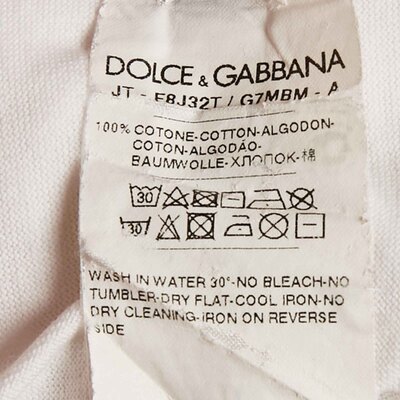 DOLCE & GABBANA
JT - F8J32T / G7MBM - A
100% COTONE-COTTON-ALGODON-
COTON-ALGODÃO-
BAUMWOLLE-ХЛОПОК-棉
30
30
WASH IN WATER 30°-NO BLEACH-NO
TUMBLER-DRY FLAT-COOL IRON-NO
DRY CLEANING-IRON ON REVERSE
SIDE